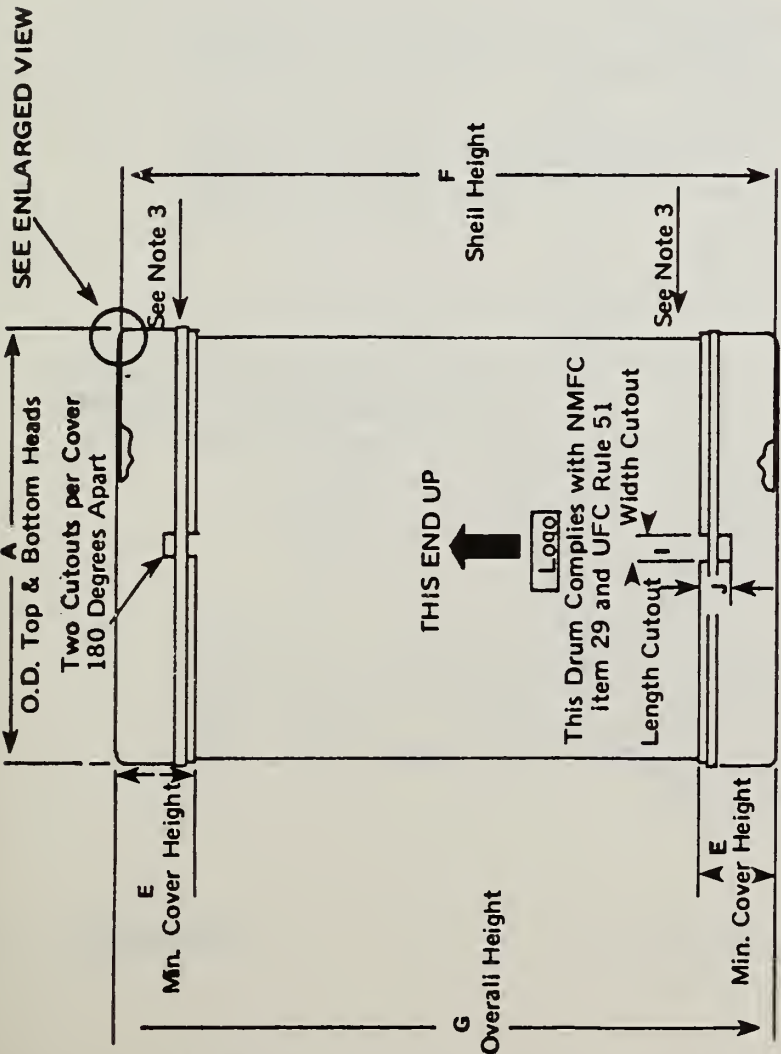 SEE ENLARGED VIEW
A
O.D. Top & Bottom Heads
Two Cutouts per Cover
180 Degrees Apart
See Note 3
E
Min. Cover Height
F
Shell Height
THIS END UP
Logo
This Drum Complies with NMFC
Item 29 and UFC Rule 51
Width Cutout
I
Length Cutout
J
See Note 3
G
Overall Height
E
Min. Cover Height